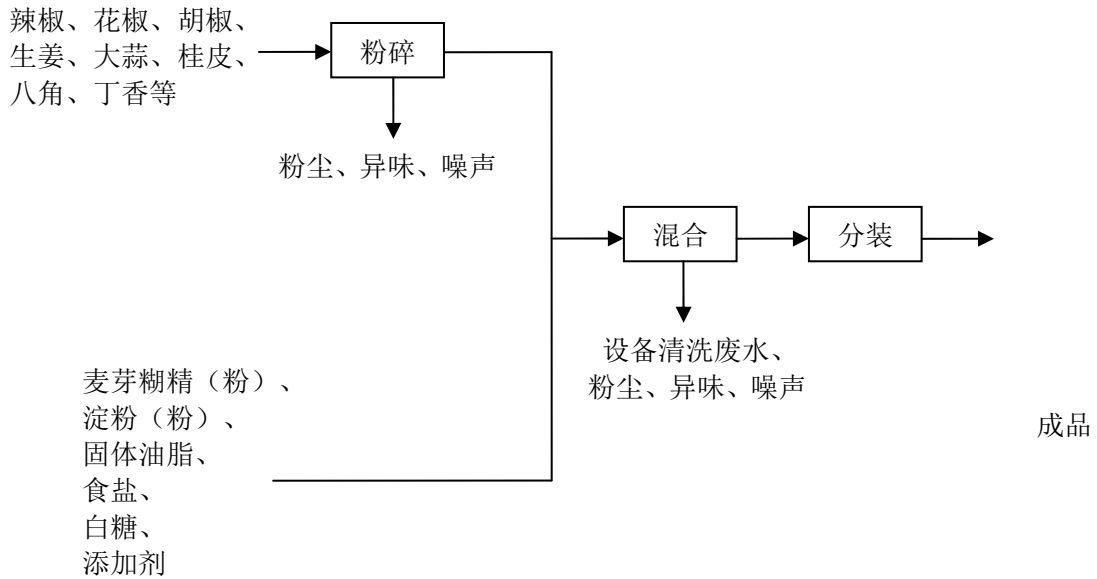 辣椒、花椒、胡椒、
生姜、大蒜、桂皮、
八角、丁香等
粉碎
粉尘、异味、噪声
混合
分装
设备清洗废水、
粉尘、异味、噪声
麦芽糊精（粉）、
淀粉（粉）、
固体油脂、
食盐、
白糖、
添加剂
成品